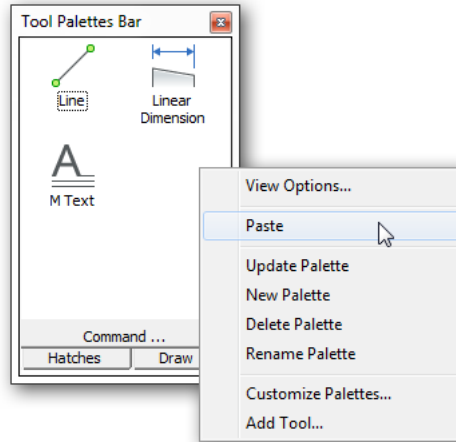 Tool Palettes Bar
Line
Linear
Dimension
M Text
View Options...
Paste
Update Palette
New Palette
Delete Palette
Rename Palette
Customize Palettes...
Add Tool...
Command ...
Hatches
Draw